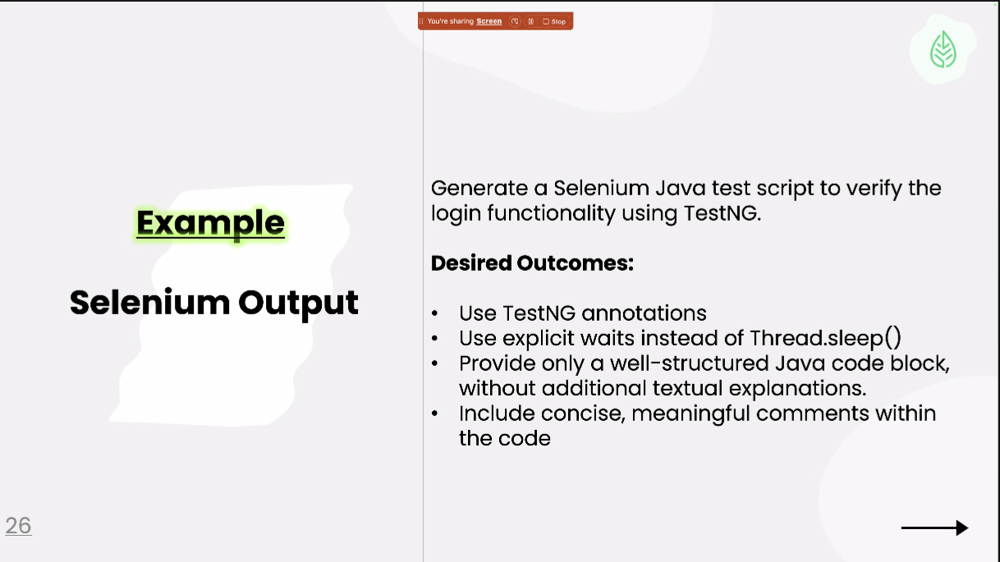 You're sharing Screen Stop
Example
Selenium Output
Generate a Selenium Java test script to verify the
login functionality using TestNG.
Desired Outcomes:
• Use TestNG annotations
• Use explicit waits instead of Thread.sleep()
• Provide only a well-structured Java code block,
without additional textual explanations.
• Include concise, meaningful comments within
the code
26